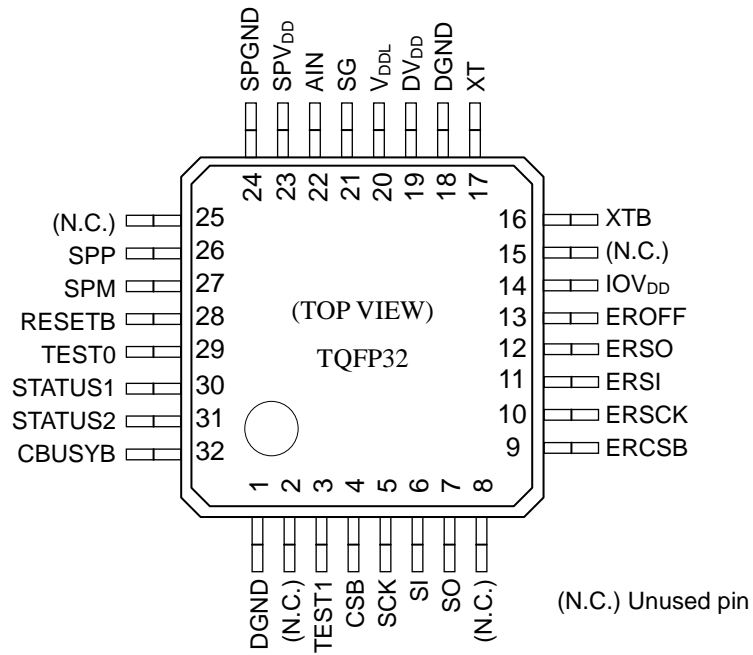 SPGND
SPVDD
AIN
SG
VDDL
DVDD
DGND
XT
24
23
22
21
20
19
18
17
(N.C.) 25
SPP 26
SPM 27
RESETB 28
TEST0 29
STATUS1 30
STATUS2 31
CBUSYB 32
(TOP VIEW)
TQFP32
16 XTB
15 (N.C.)
14 IOVDD
13 EROFF
12 ERSO
11 ERSI
10 ERSCK
9 ERCSB
1
2
3
4
5
6
7
8
DGND
(N.C.)
TEST1
CSB
SCK
SI
SO
(N.C.)
(N.C.) Unused pin